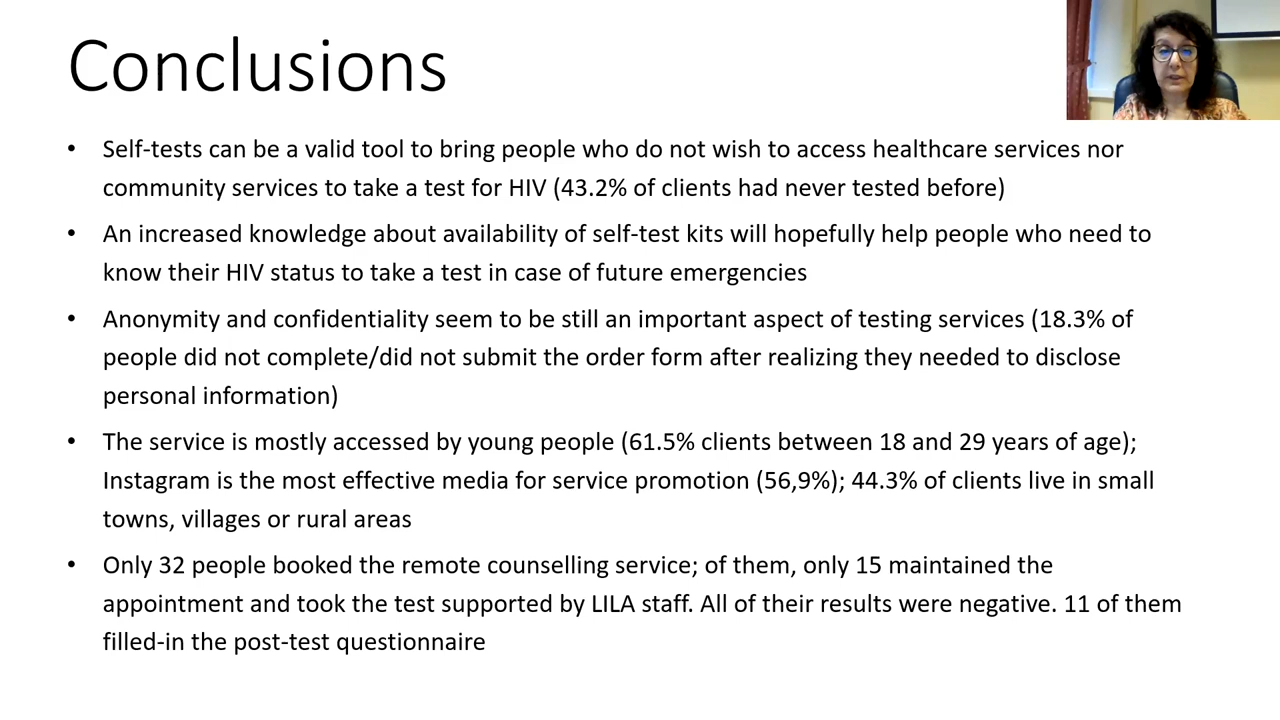 Conclusions
• Self-tests can be a valid tool to bring people who do not wish to access healthcare services nor
community services to take a test for HIV (43.2% of clients had never tested before)
• An increased knowledge about availability of self-test kits will hopefully help people who need to
know their HIV status to take a test in case of future emergencies
• Anonymity and confidentiality seem to be still an important aspect of testing services (18.3% of
people did not complete/did not submit the order form after realizing they needed to disclose
personal information)
• The service is mostly accessed by young people (61.5% clients between 18 and 29 years of age);
Instagram is the most effective media for service promotion (56,9%); 44.3% of clients live in small
towns, villages or rural areas
• Only 32 people booked the remote counselling service; of them, only 15 maintained the
appointment and took the test supported by LILA staff. All of their results were negative. 11 of them
filled-in the post-test questionnaire